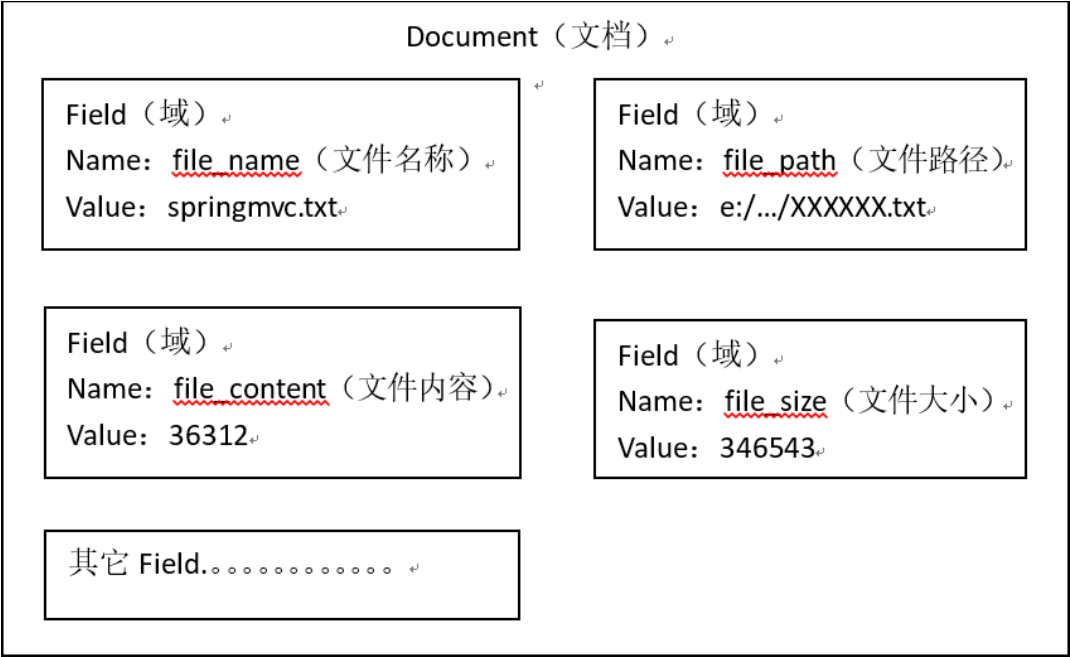 Document（文档）
Field（域）
Name：file_name（文件名称）
Value：springmvc.txt
Field（域）
Name：file_path（文件路径）
Value：e:/.../XXXXXX.txt
Field（域）
Name：file_content（文件内容）
Value：36312
Field（域）
Name：file_size（文件大小）
Value：346543
其它 Field.。。。。。。。。。。。。